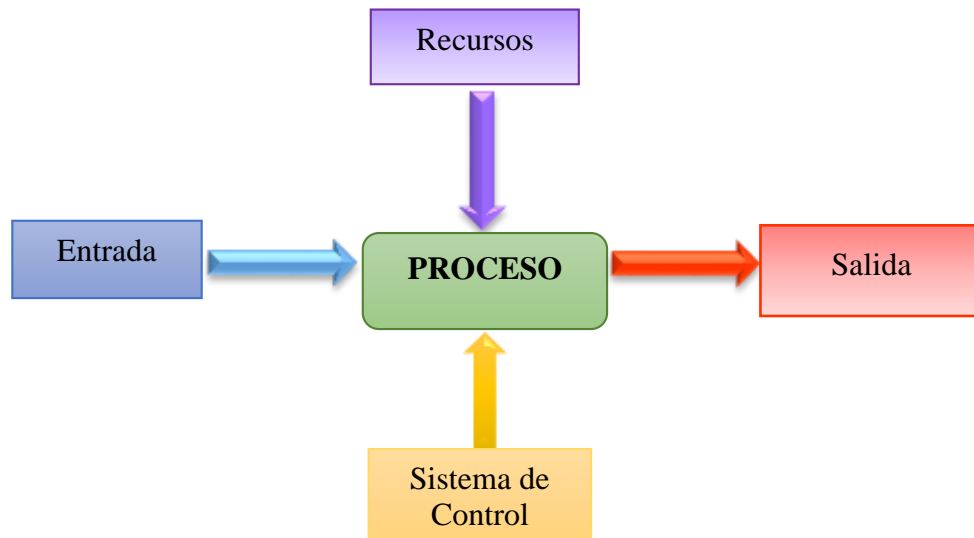 Recursos
Entrada
PROCESO
Salida
Sistema de
Control